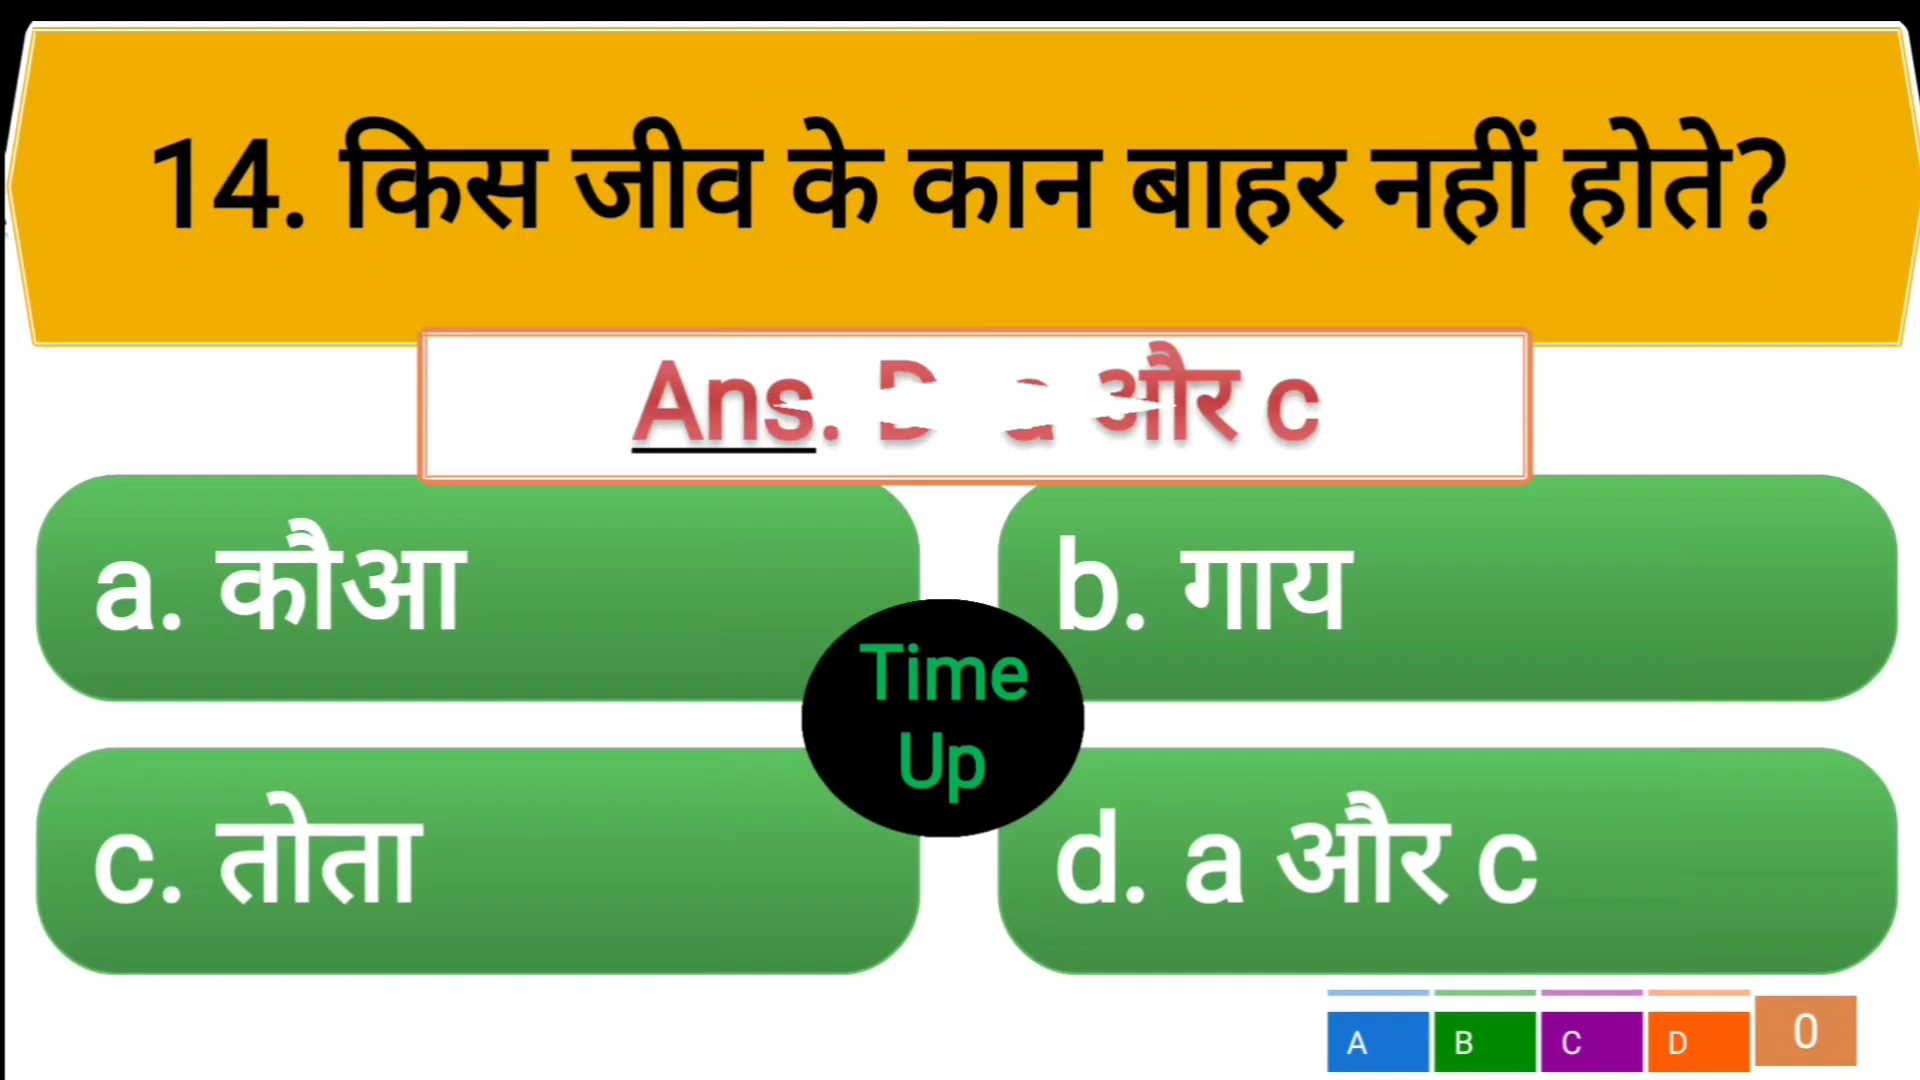 14. किस जीव के कान बाहर नहीं होते?
Ans. D a और c
a. कौआ
b. गाय
Time
Up
c. तोता
d. a और c
A B C D 0